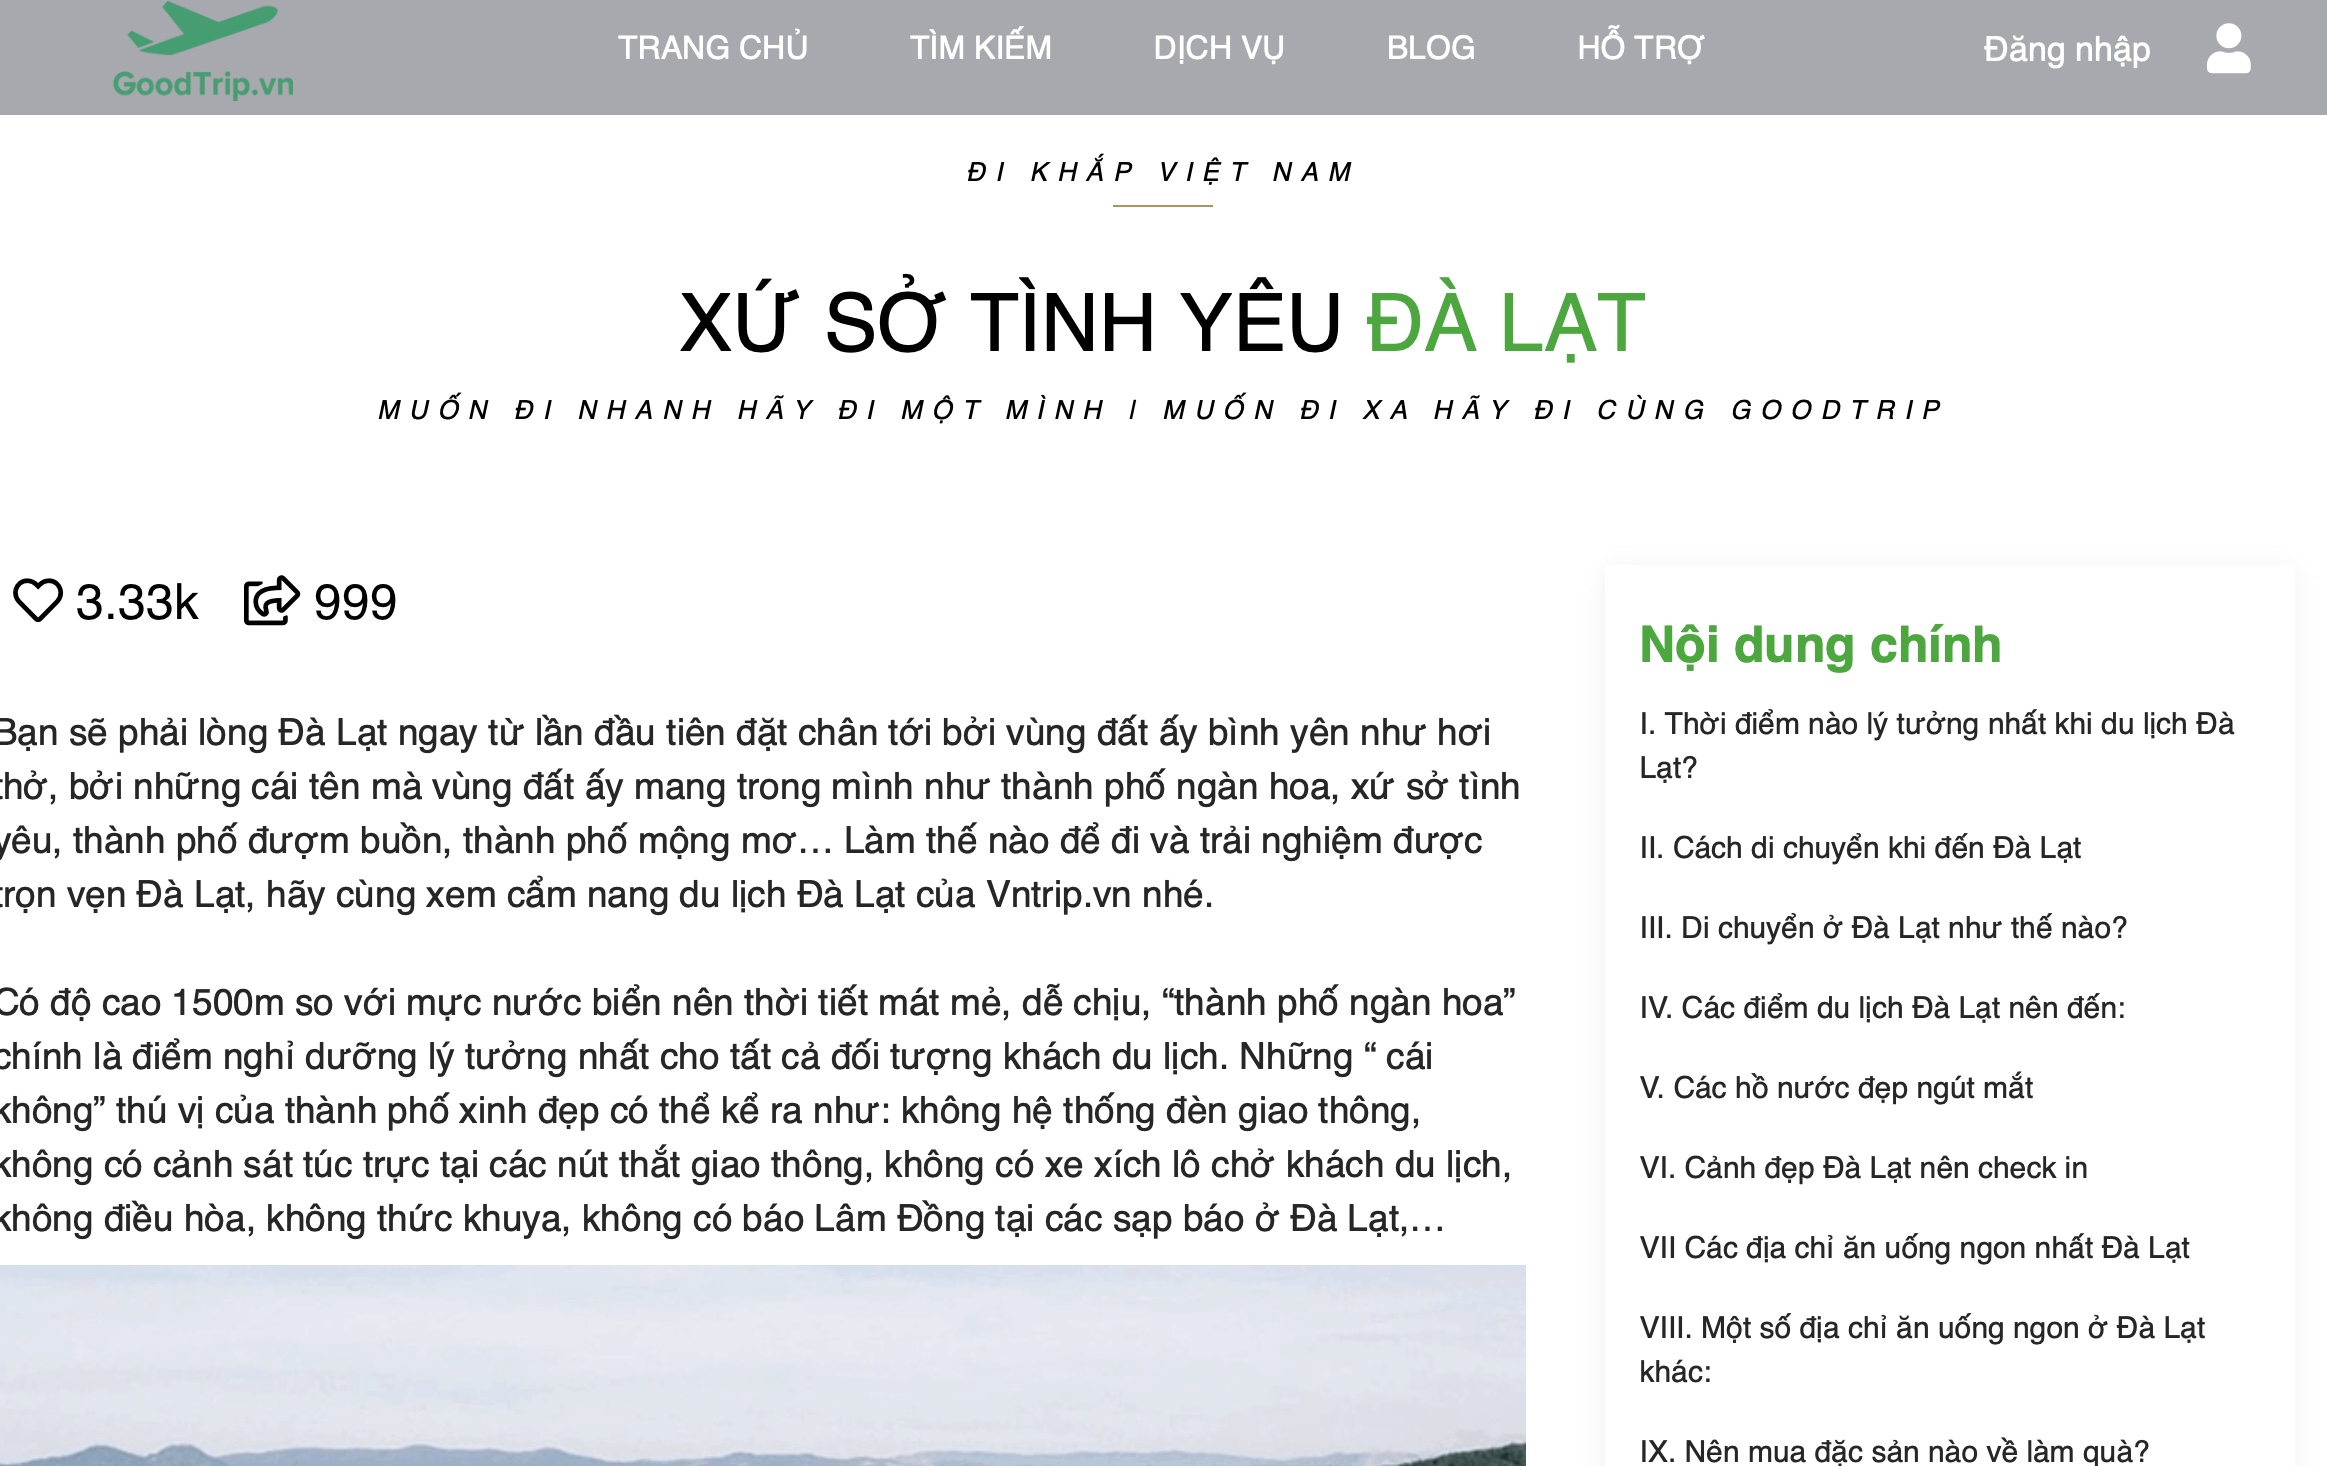 GoodTrip.vn
TRANG CHỦ
TÌM KIẾM
DỊCH VỤ
BLOG
HỖ TRỢ
Đăng nhập
ĐI KHẮP VIỆT NAM
XỨ SỞ TÌNH YÊU ĐÀ LẠT
MUỐN ĐI NHANH HÃY ĐI MỘT MÌNH | MUỐN ĐI XA HÃY ĐI CÙNG GOODTRIP
3.33k 999
Bạn sẽ phải lòng Đà Lạt ngay từ lần đầu tiên đặt chân tới bởi vùng đất ấy bình yên như hơi
thở, bởi những cái tên mà vùng đất ấy mang trong mình như thành phố ngàn hoa, xứ sở tình
yêu, thành phố đượm buồn, thành phố mộng mơ… Làm thế nào để đi và trải nghiệm được
trọn vẹn Đà Lạt, hãy cùng xem cẩm nang du lịch Đà Lạt của Vntrip.vn nhé.
Có độ cao 1500m so với mực nước biển nên thời tiết mát mẻ, dễ chịu, “thành phố ngàn hoa”
chính là điểm nghỉ dưỡng lý tưởng nhất cho tất cả đối tượng khách du lịch. Những “ cái
không” thú vị của thành phố xinh đẹp có thể kể ra như: không hệ thống đèn giao thông,
không có cảnh sát túc trực tại các nút thắt giao thông, không có xe xích lô chở khách du lịch,
không điều hòa, không thức khuya, không có báo Lâm Đồng tại các sạp báo ở Đà Lạt,…
Nội dung chính
I. Thời điểm nào lý tưởng nhất khi du lịch Đà
Lạt?
II. Cách di chuyển khi đến Đà Lạt
III. Di chuyển ở Đà Lạt như thế nào?
IV. Các điểm du lịch Đà Lạt nên đến:
V. Các hồ nước đẹp ngút mắt
VI. Cảnh đẹp Đà Lạt nên check in
VII Các địa chỉ ăn uống ngon nhất Đà Lạt
VIII. Một số địa chỉ ăn uống ngon ở Đà Lạt
khác:
IX. Nên mua đặc sản nào về làm quà?